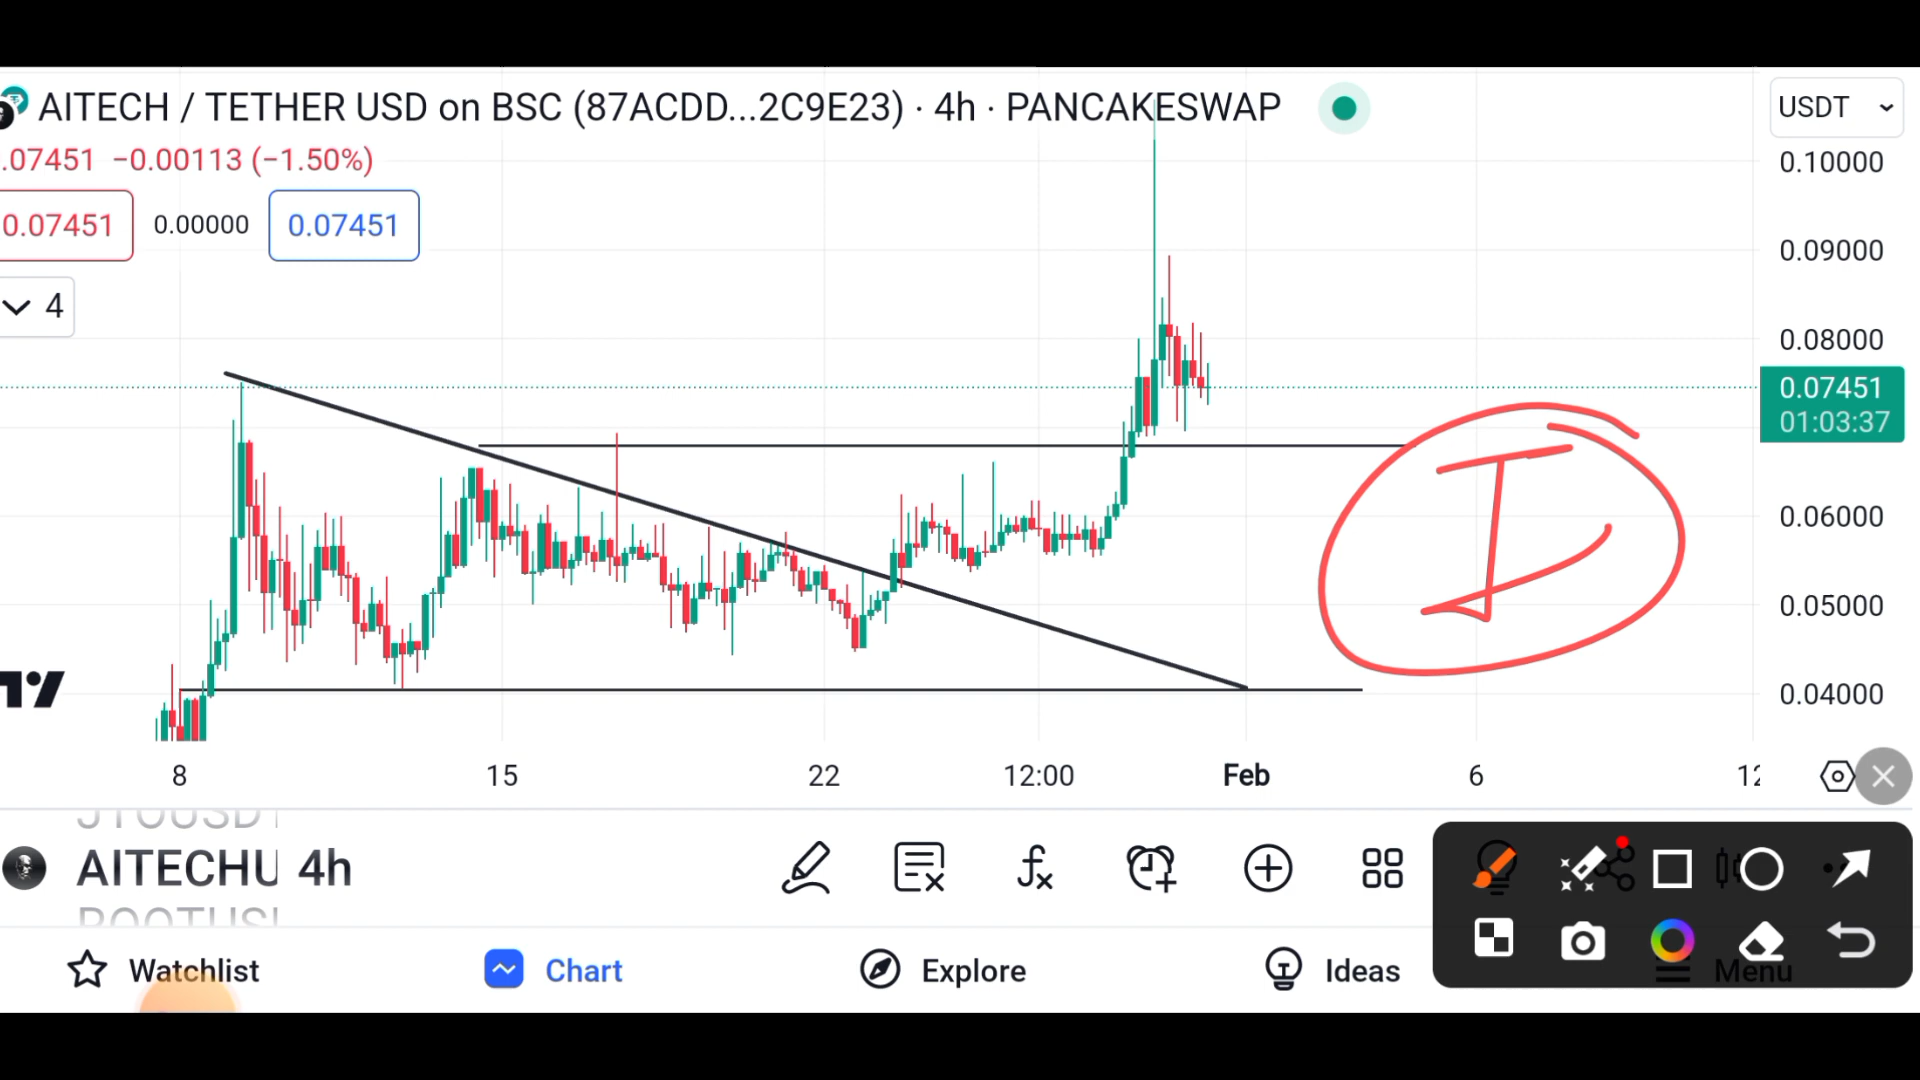 AITECH / TETHER USD on BSC (87ACDD...2C9E23) · 4h · PANCAKESWAP
USDT
.07451 −0.00113 (−1.50%)
0.07451 0.00000 0.07451
4
0.10000
0.09000
0.08000
0.07451
01:03:37
0.06000
0.05000
0.04000
I
8 15 22 12:00 Feb 6 12
AITECHU 4h
Watchlist Chart Explore Ideas Menu